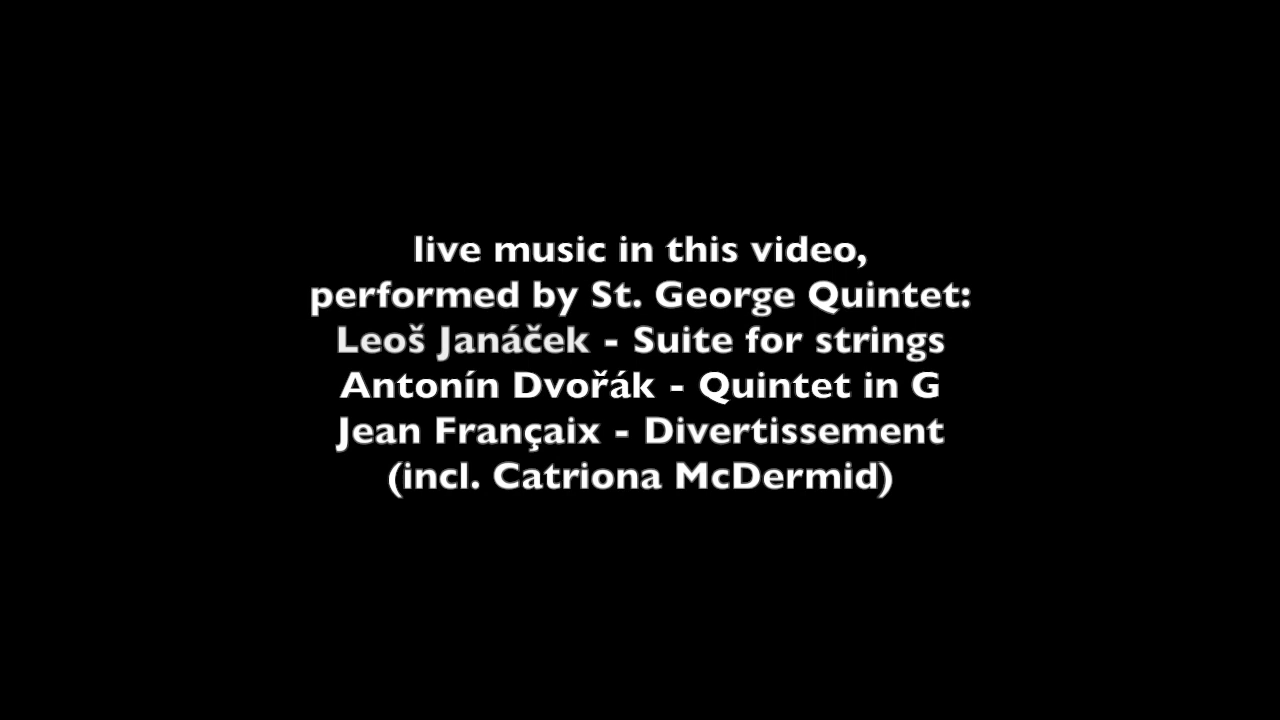 live music in this video,
performed by St. George Quintet:
Leoš Janáček - Suite for strings
Antonín Dvořák - Quintet in G
Jean Françaix - Divertissement
(incl. Catriona McDermid)